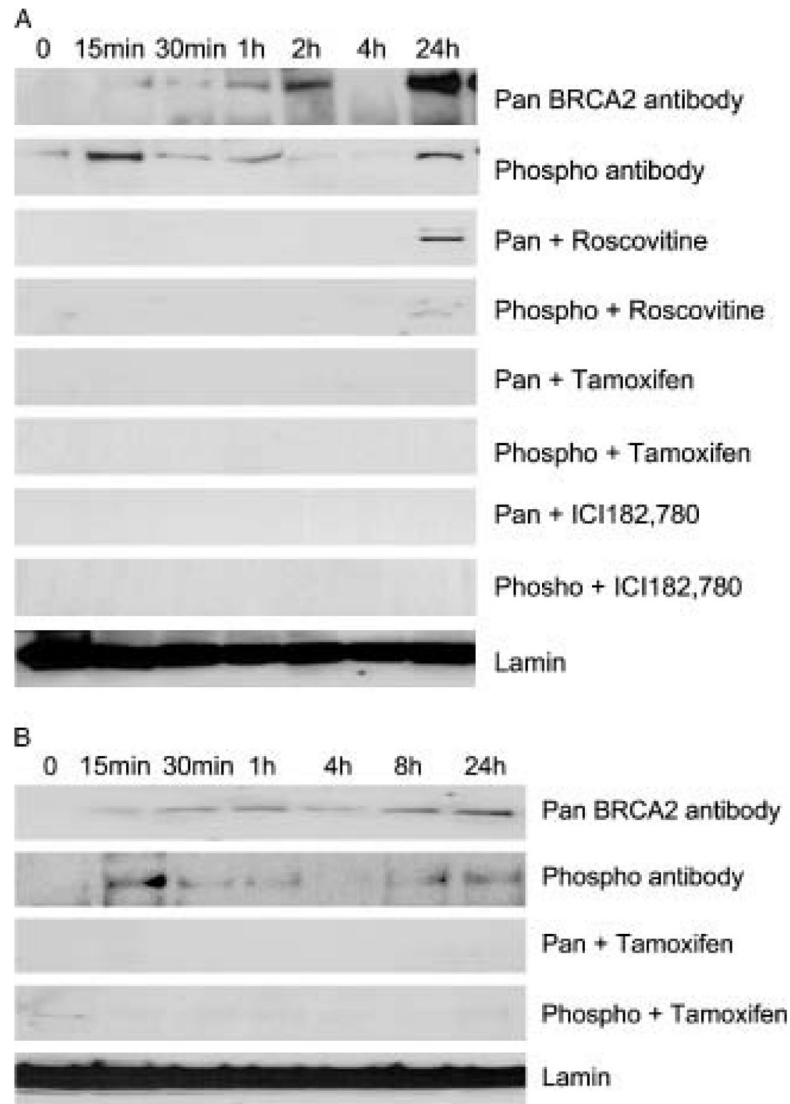 A
0 15min 30min 1h 2h 4h 24h
Pan BRCA2 antibody
Phospho antibody
Pan + Roscovitine
Phospho + Roscovitine
Pan + Tamoxifen
Phospho + Tamoxifen
Pan + ICI182,780
Phosho + ICI182,780
Lamin
B
0 15min 30min 1h 4h 8h 24h
Pan BRCA2 antibody
Phospho antibody
Pan + Tamoxifen
Phospho + Tamoxifen
Lamin